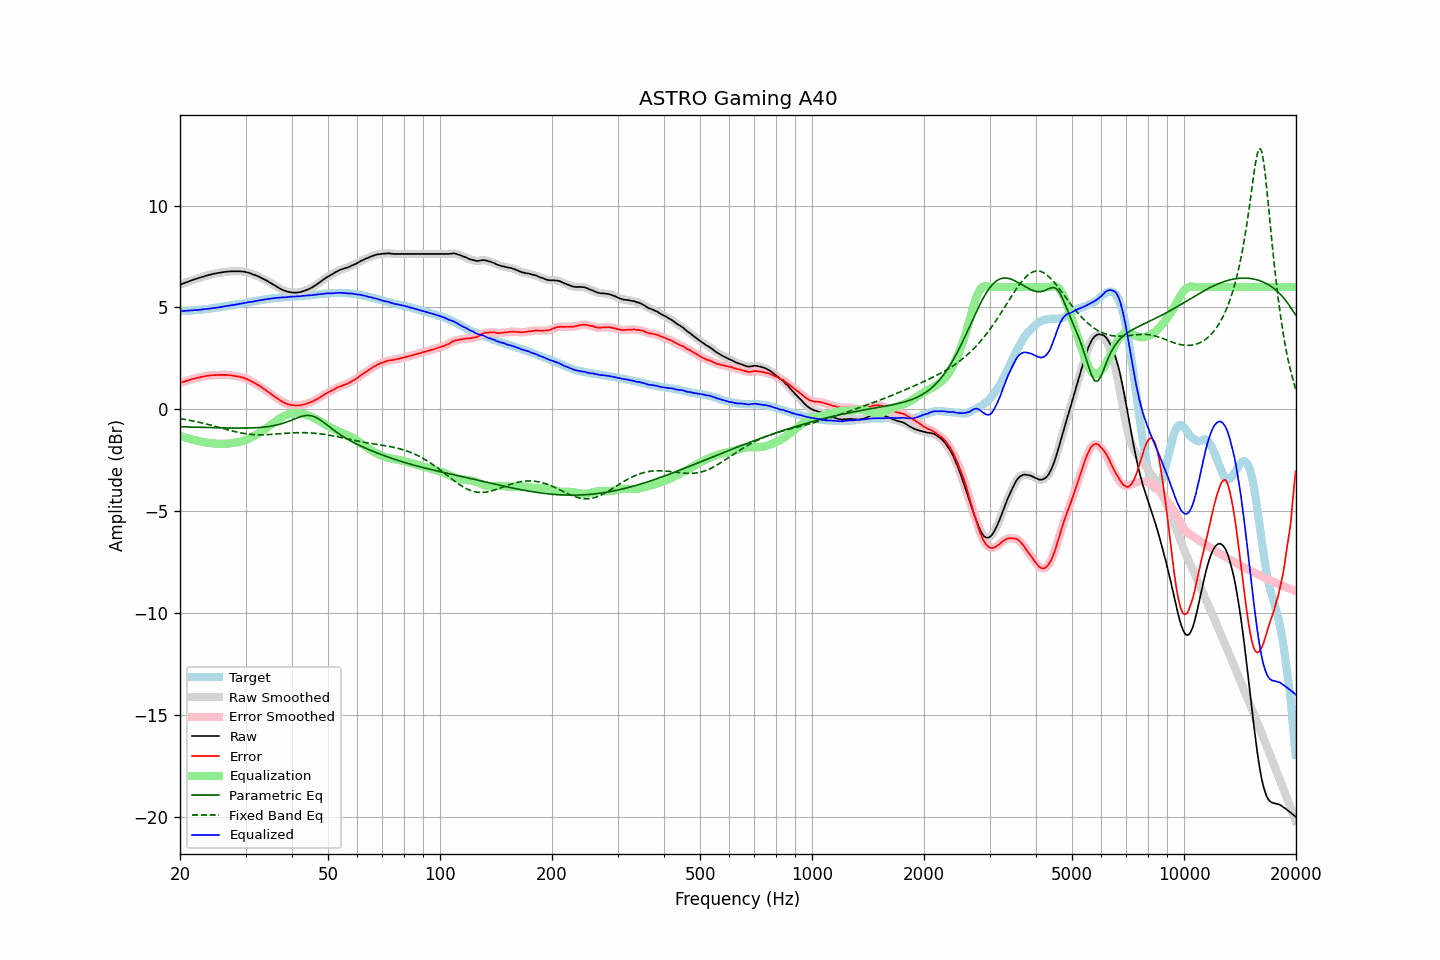 ASTRO Gaming A40
Amplitude (dBr)
10
5
0
−5
−10
−15
−20
Target
Raw Smoothed
Error Smoothed
Raw
Error
Equalization
Parametric Eq
Fixed Band Eq
Equalized
20 50 100 200 500 1000 2000 5000 10000 20000
Frequency (Hz)